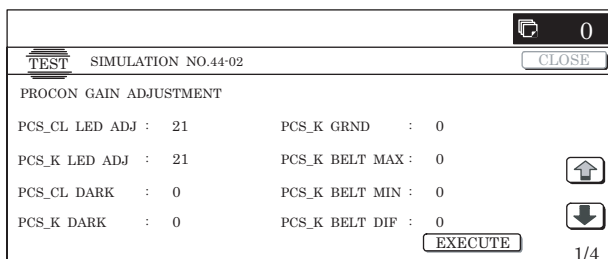 0
TEST SIMULATION NO.44-02 CLOSE
PROCON GAIN ADJUSTMENT
PCS_CL LED ADJ : 21 PCS_K GRND : 0
PCS_K LED ADJ : 21 PCS_K BELT MAX : 0
PCS_CL DARK : 0 PCS_K BELT MIN : 0
PCS_K DARK : 0 PCS_K BELT DIF : 0
EXECUTE
1/4